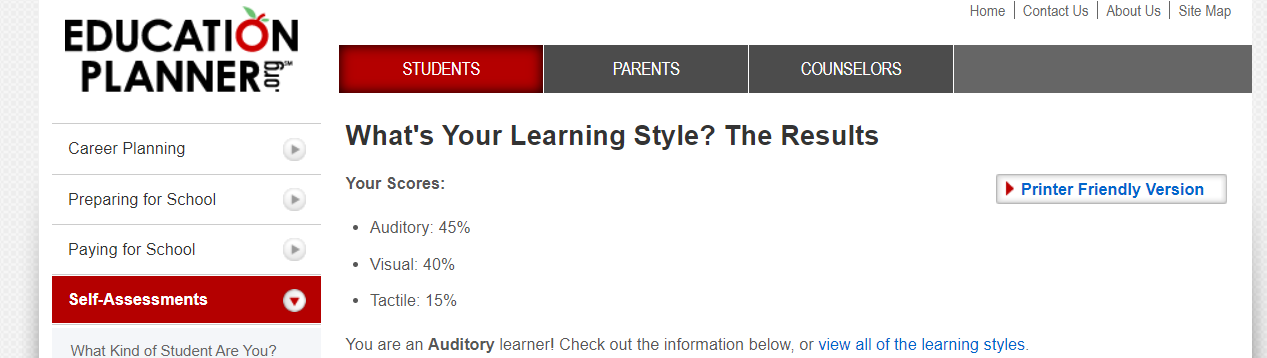 Home | Contact Us | About Us | Site Map
EDUCATION
PLANNER.org℠
STUDENTS PARENTS COUNSELORS
Career Planning
Preparing for School
Paying for School
Self-Assessments
What Kind of Student Are You?
What's Your Learning Style? The Results
Your Scores:
Printer Friendly Version
• Auditory: 45%
• Visual: 40%
• Tactile: 15%
You are an Auditory learner! Check out the information below, or view all of the learning styles.